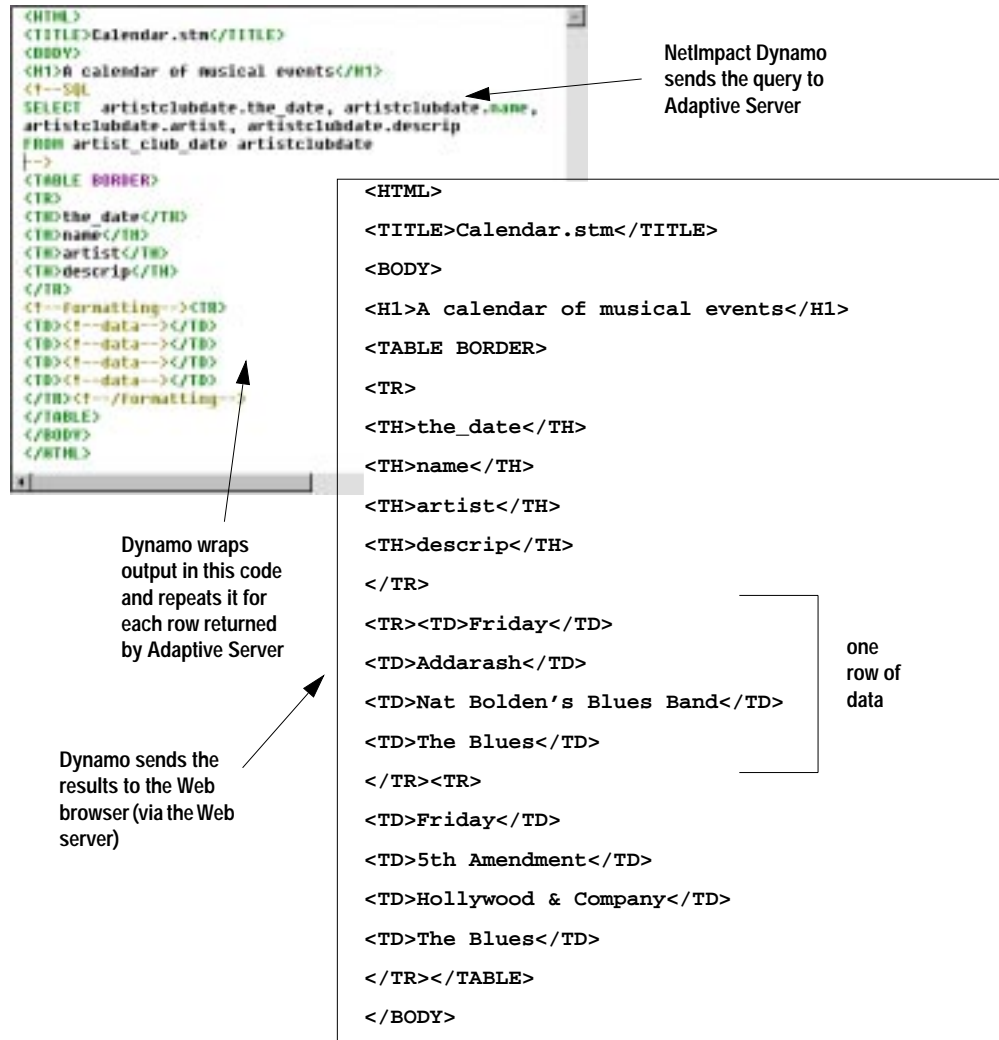 <HTML>
<TITLE>Calendar.stm</TITLE>
<BODY>
<H1>A calendar of musical events</H1>
<!--SQL
SELECT artistclubdate.the_date, artistclubdate.name,
artistclubdate.artist, artistclubdate.descrip
FROM artist_club_date artistclubdate
-->
<TABLE BORDER>
<TR>
<TH>the_date</TH>
<TH>name</TH>
<TH>artist</TH>
<TH>descrip</TH>
</TR>
<!--formatting--><TR>
<TD><!--data--></TD>
<TD><!--data--></TD>
<TD><!--data--></TD>
<TD><!--data--></TD>
</TR><!--/formatting-->
</TABLE>
</BODY>
</HTML>
NetImpact Dynamo
sends the query to
Adaptive Server
Dynamo wraps
output in this code
and repeats it for
each row returned
by Adaptive Server
Dynamo sends the
results to the Web
browser (via the Web
server)
<HTML>
<TITLE>Calendar.stm</TITLE>
<BODY>
<H1>A calendar of musical events</H1>
<TABLE BORDER>
<TR>
<TH>the_date</TH>
<TH>name</TH>
<TH>artist</TH>
<TH>descrip</TH>
</TR>
<TR><TD>Friday</TD>
<TD>Addarash</TD>
<TD>Nat Bolden's Blues Band</TD>
<TD>The Blues</TD>
</TR><TR>
<TD>Friday</TD>
<TD>5th Amendment</TD>
<TD>Hollywood & Company</TD>
<TD>The Blues</TD>
</TR></TABLE>
</BODY>
one
row of
data